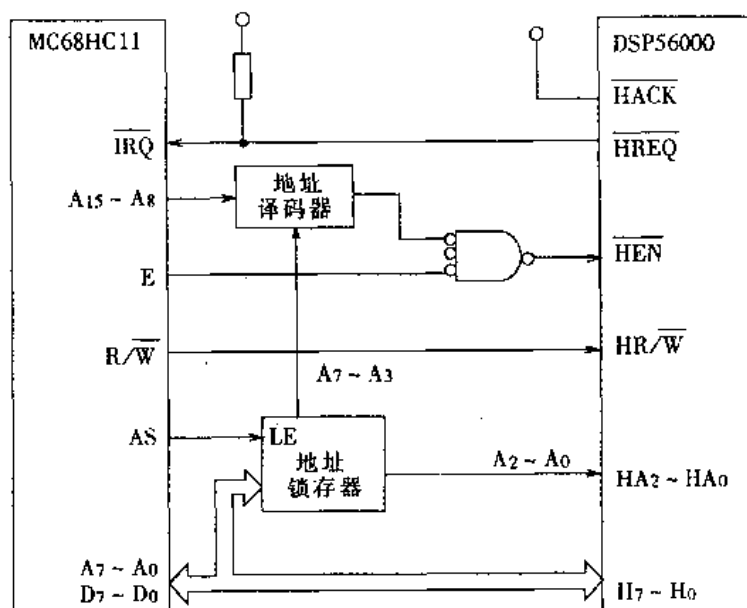 MC68HC11
DSP56000
HACK
IRQ
HREQ
地址
译码器
A15 ~ A8
HEN
E
R/W
HR/W
A7 ~ A3
AS
LE
地址
锁存器
A2 ~ A0
HA2 ~ HA0
A7 ~ A0
D7 ~ D0
H7 ~ H0